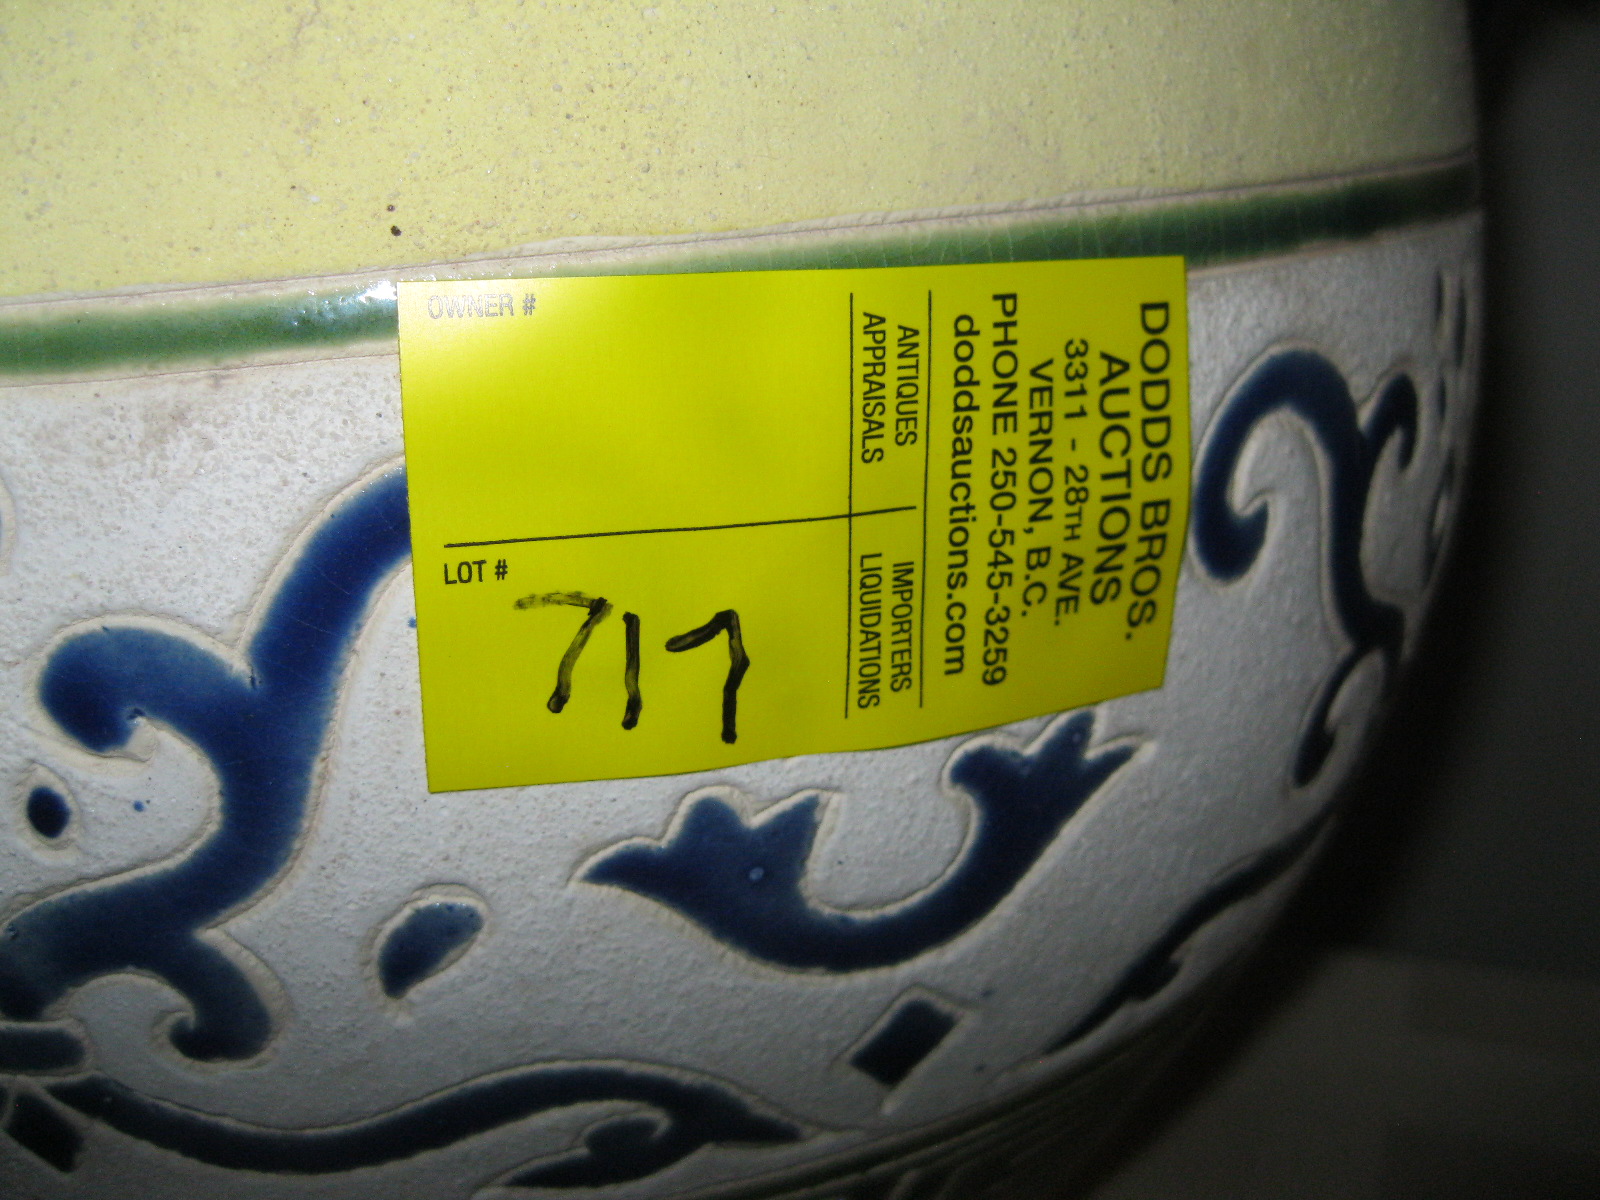 DODDS BROS.
AUCTIONS
3311 - 28TH AVE.
VERNON, B.C.
PHONE 250-545-3259
doddsauctions.com
ANTIQUES
APPRAISALS
IMPORTERS
LIQUIDATIONS
OWNER #
LOT #
717